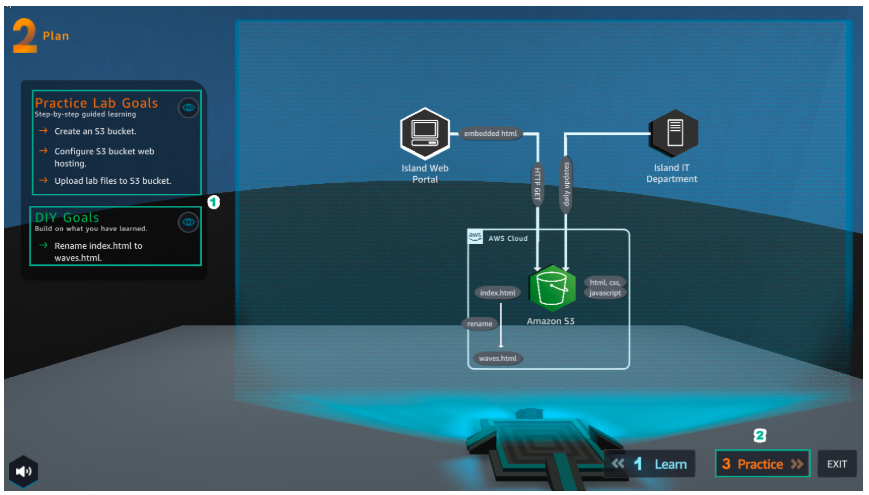 2 Plan
Practice Lab Goals
Step-by-step guided learning
→ Create an S3 bucket.
→ Configure S3 bucket web
hosting.
→ Upload lab files to S3 bucket.
1
DIY Goals
Build on what you have learned.
→ Rename index.html to
waves.html.
embedded html
Island Web
Portal
Island IT
Department
HTTP GET
daily updates
aws
AWS Cloud
index.html
html, css,
javascript
Amazon S3
rename
waves.html
2
1 Learn
3 Practice
EXIT